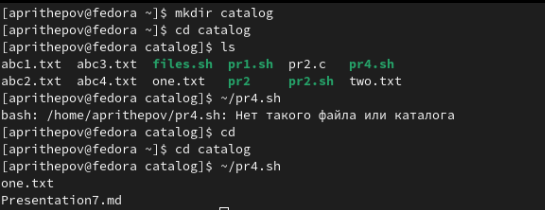 [aprithepov@fedora ~]$ mkdir catalog
[aprithepov@fedora ~]$ cd catalog
[aprithepov@fedora catalog]$ ls
abc1.txt abc3.txt files.sh pr1.sh pr2.c pr4.sh
abc2.txt abc4.txt one.txt pr2 pr2.sh two.txt
[aprithepov@fedora catalog]$ ~/pr4.sh
bash: /home/aprithepov/pr4.sh: Нет такого файла или каталога
[aprithepov@fedora catalog]$ cd
[aprithepov@fedora ~]$ cd catalog
[aprithepov@fedora catalog]$ ~/pr4.sh
one.txt
Presentation7.md